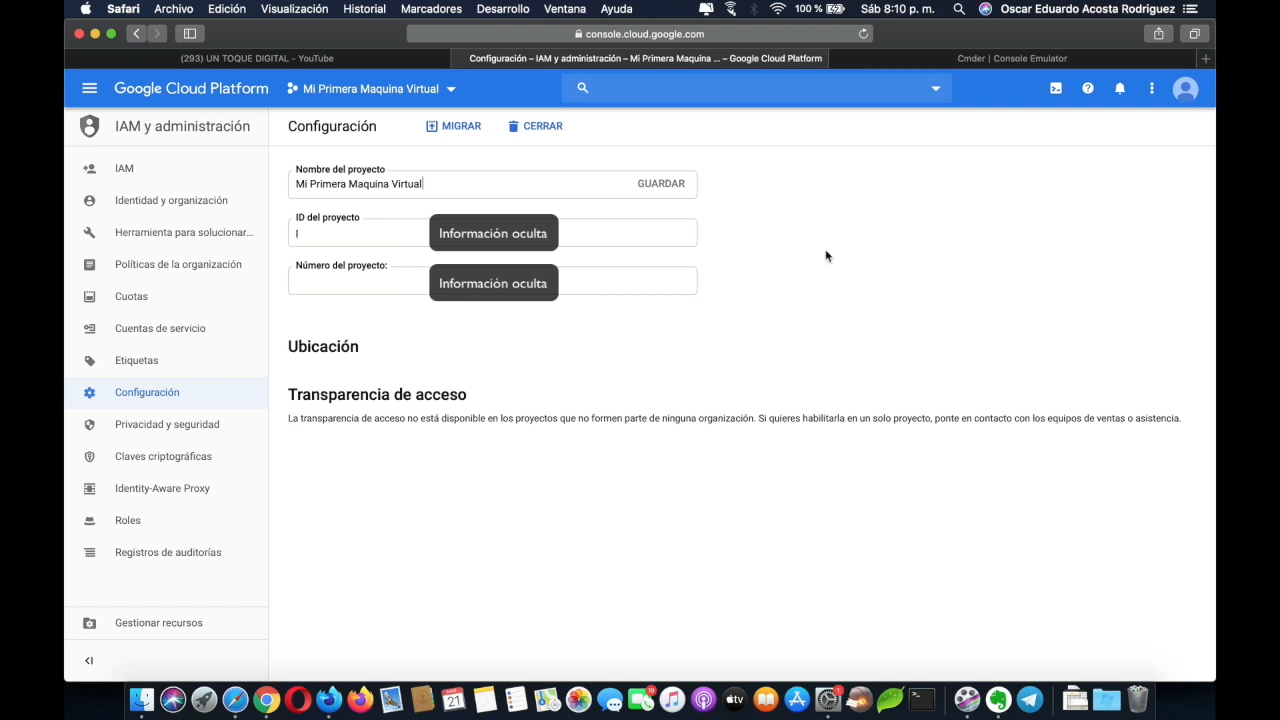 Safari Archivo Edición Visualización Historial Marcadores Desarrollo Ventana Ayuda 100 % Sáb 8:10 p. m. Oscar Eduardo Acosta Rodriguez
console.cloud.google.com
(293) UN TOQUE DIGITAL - YouTube Configuración – IAM y administración – Mi Primera Maquina ... – Google Cloud Platform Cmder | Console Emulator
Google Cloud Platform Mi Primera Maquina Virtual
IAM y administración
Configuración MIGRAR CERRAR
IAM
Identidad y organización
Herramienta para solucionar...
Políticas de la organización
Cuotas
Cuentas de servicio
Etiquetas
Configuración
Privacidad y seguridad
Claves criptográficas
Identity-Aware Proxy
Roles
Registros de auditorías
Gestionar recursos
Nombre del proyecto
Mi Primera Maquina Virtual GUARDAR
ID del proyecto
Información oculta
Número del proyecto:
Información oculta
Ubicación
Transparencia de acceso
La transparencia de acceso no está disponible en los proyectos que no formen parte de ninguna organización. Si quieres habilitarla en un solo proyecto, ponte en contacto con los equipos de ventas o asistencia.
21
tv